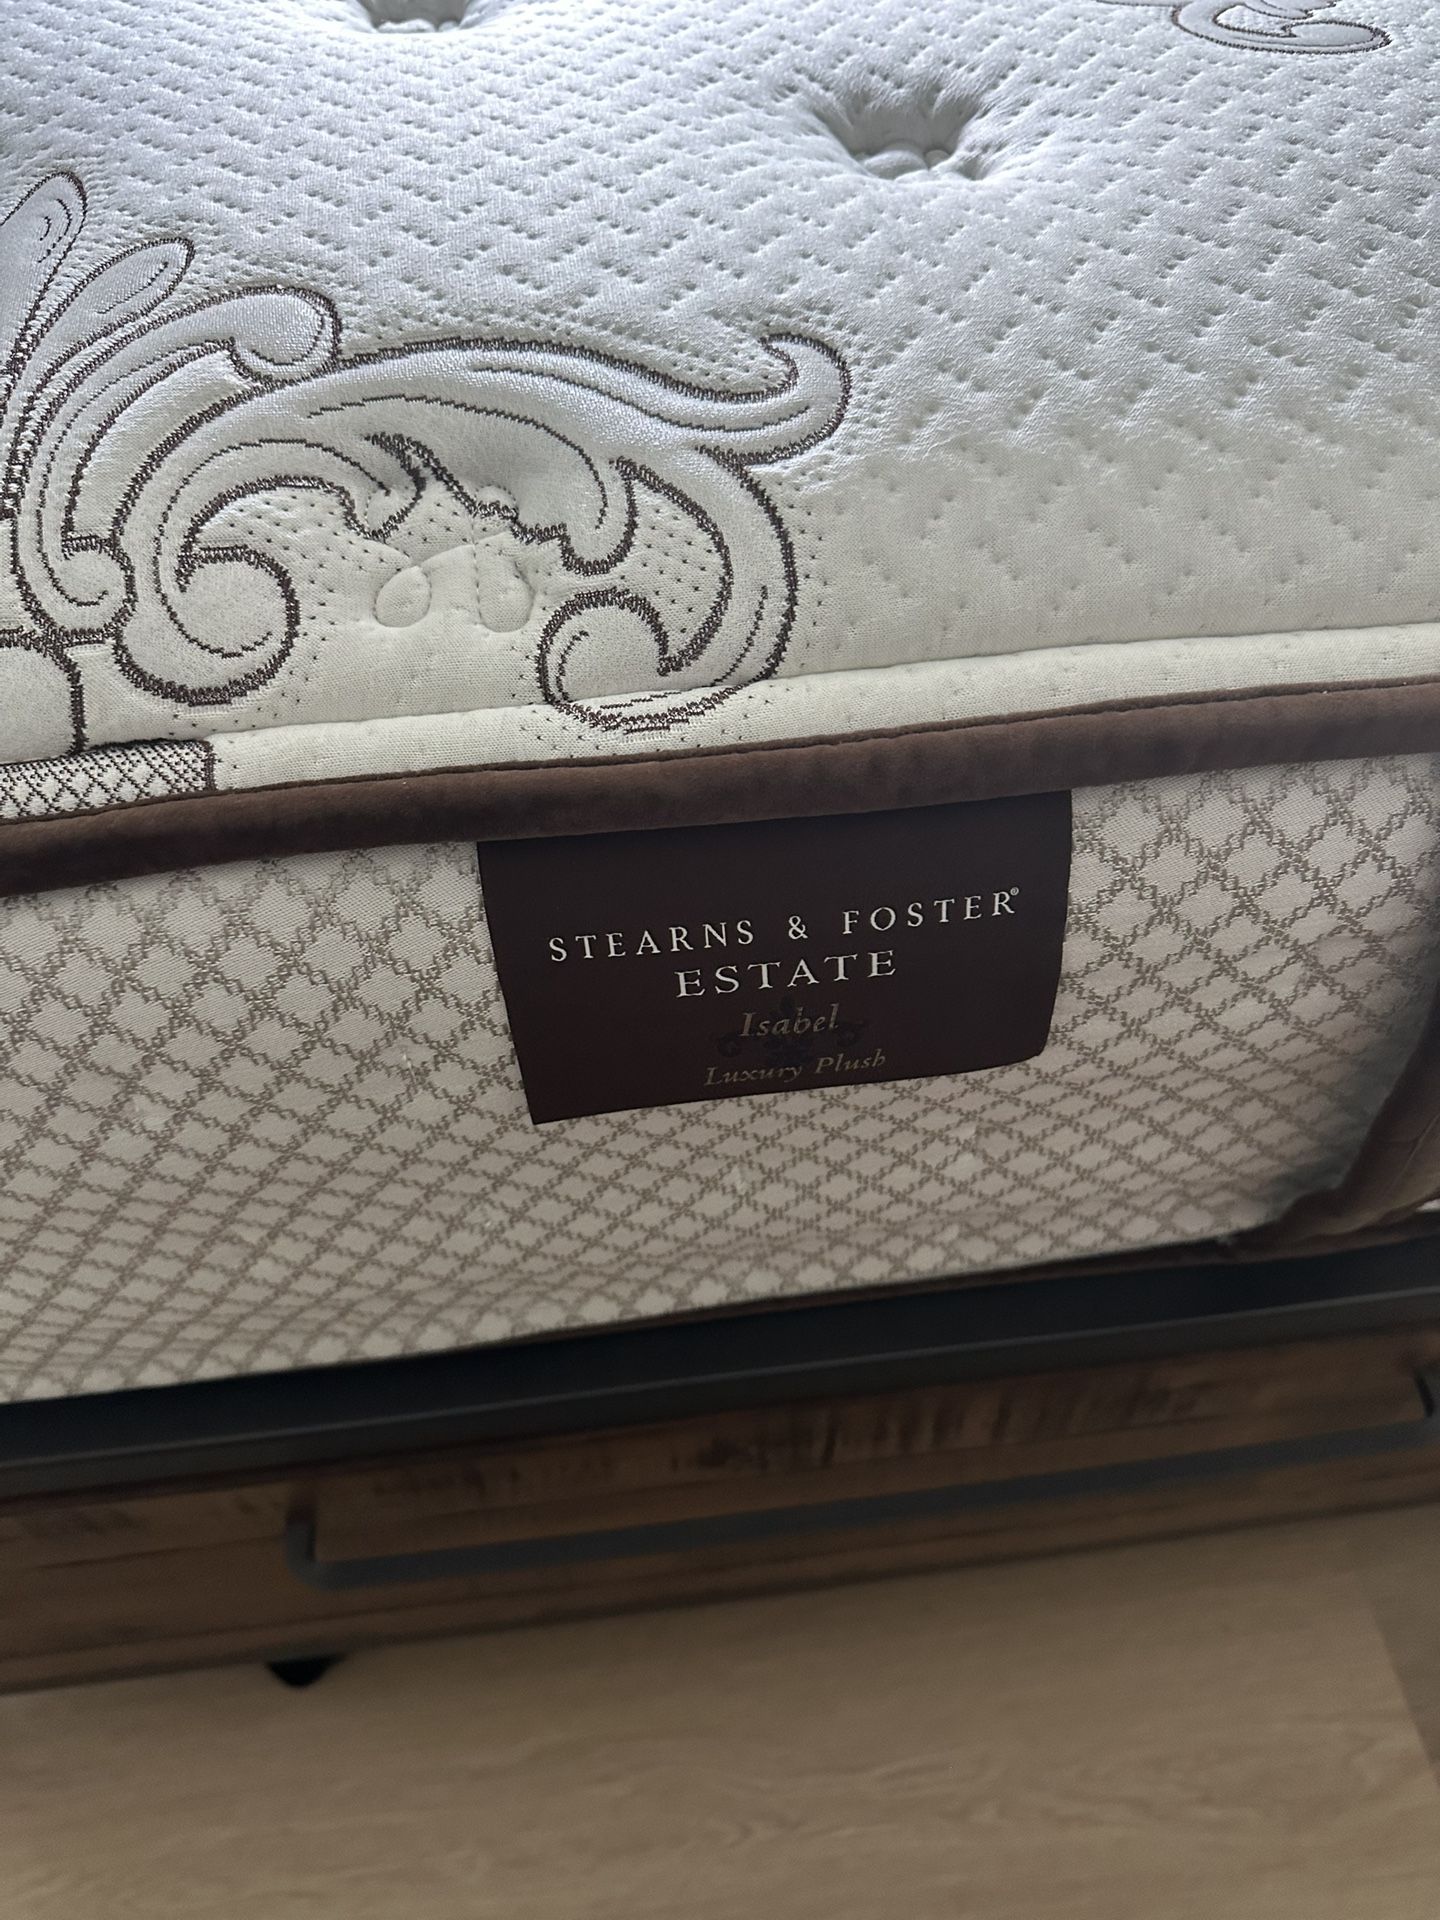 STEARNS & FOSTER®
ESTATE
Isabel
Luxury Plush